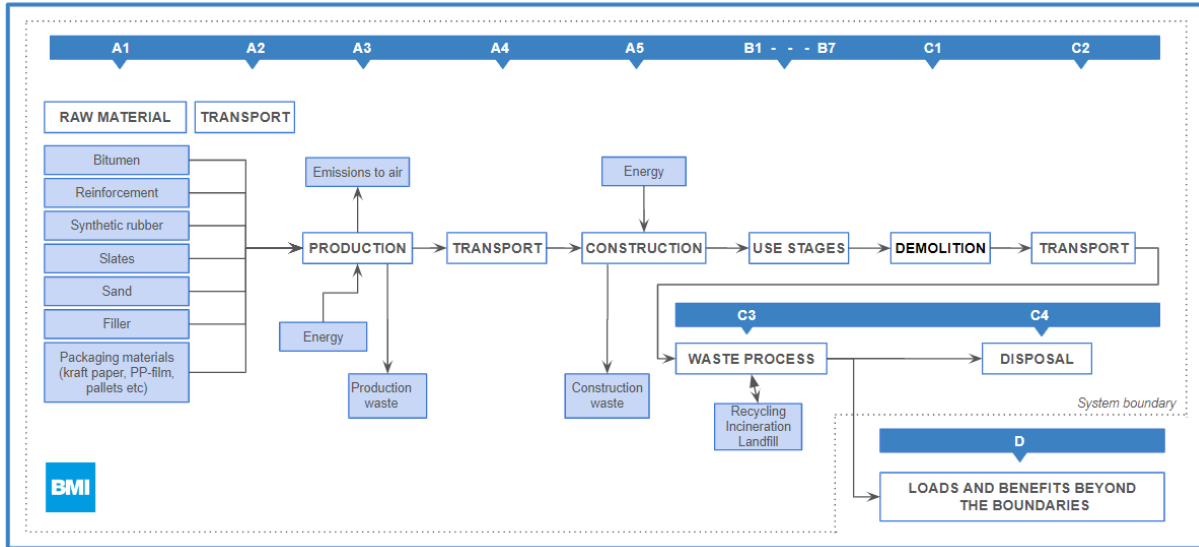 A1
A2
A3
A4
A5
B1 - - - B7
C1
C2
RAW MATERIAL
TRANSPORT
Bitumen
Reinforcement
Synthetic rubber
Slates
Sand
Filler
Packaging materials
(kraft paper, PP-film,
pallets etc)
Emissions to air
PRODUCTION
Energy
Production
waste
TRANSPORT
Energy
CONSTRUCTION
Construction
waste
USE STAGES
DEMOLITION
TRANSPORT
C3
C4
WASTE PROCESS
DISPOSAL
Recycling
Incineration
Landfill
System boundary
D
LOADS AND BENEFITS BEYOND
THE BOUNDARIES
BMI